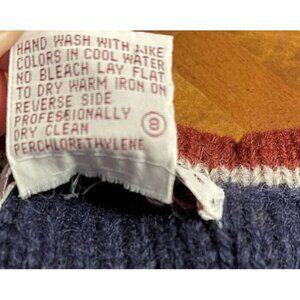 HAND WASH WITH LIKE
COLORS IN COOL WATER
NO BLEACH LAY FLAT
TO DRY WARM IRON ON
REVERSE SIDE
PROFESSIONALLY
DRY CLEAN
PERCHLORETHYLENE